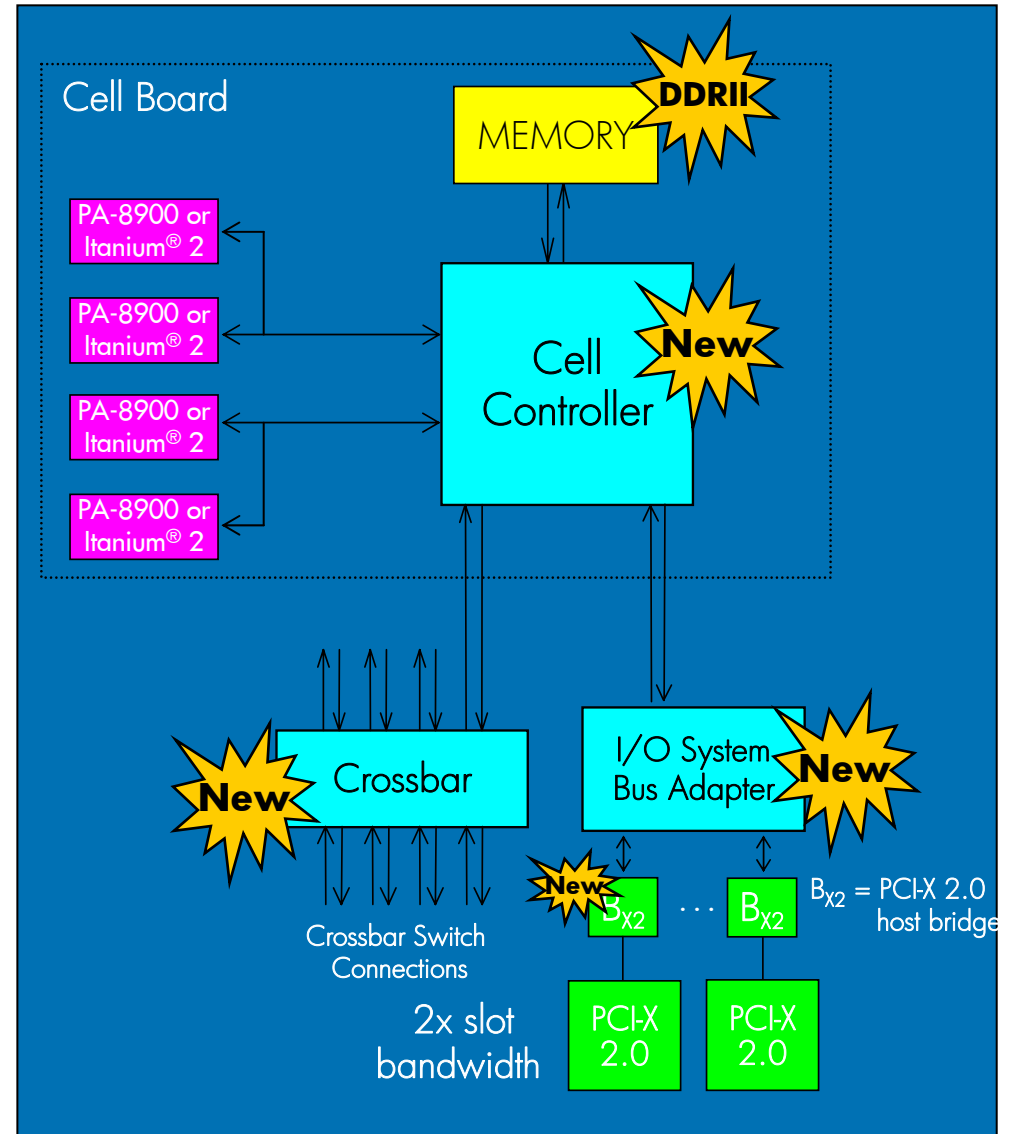 Cell Board
MEMORY
DDRII
PA-8900 or
Itanium® 2
PA-8900 or
Itanium® 2
PA-8900 or
Itanium® 2
PA-8900 or
Itanium® 2
Cell
Controller
New
New
Crossbar
I/O System
Bus Adapter
New
New
BX2
. . .
BX2
BX2 = PCI-X 2.0
host bridge
Crossbar Switch
Connections
2x slot
bandwidth
PCI-X
2.0
PCI-X
2.0